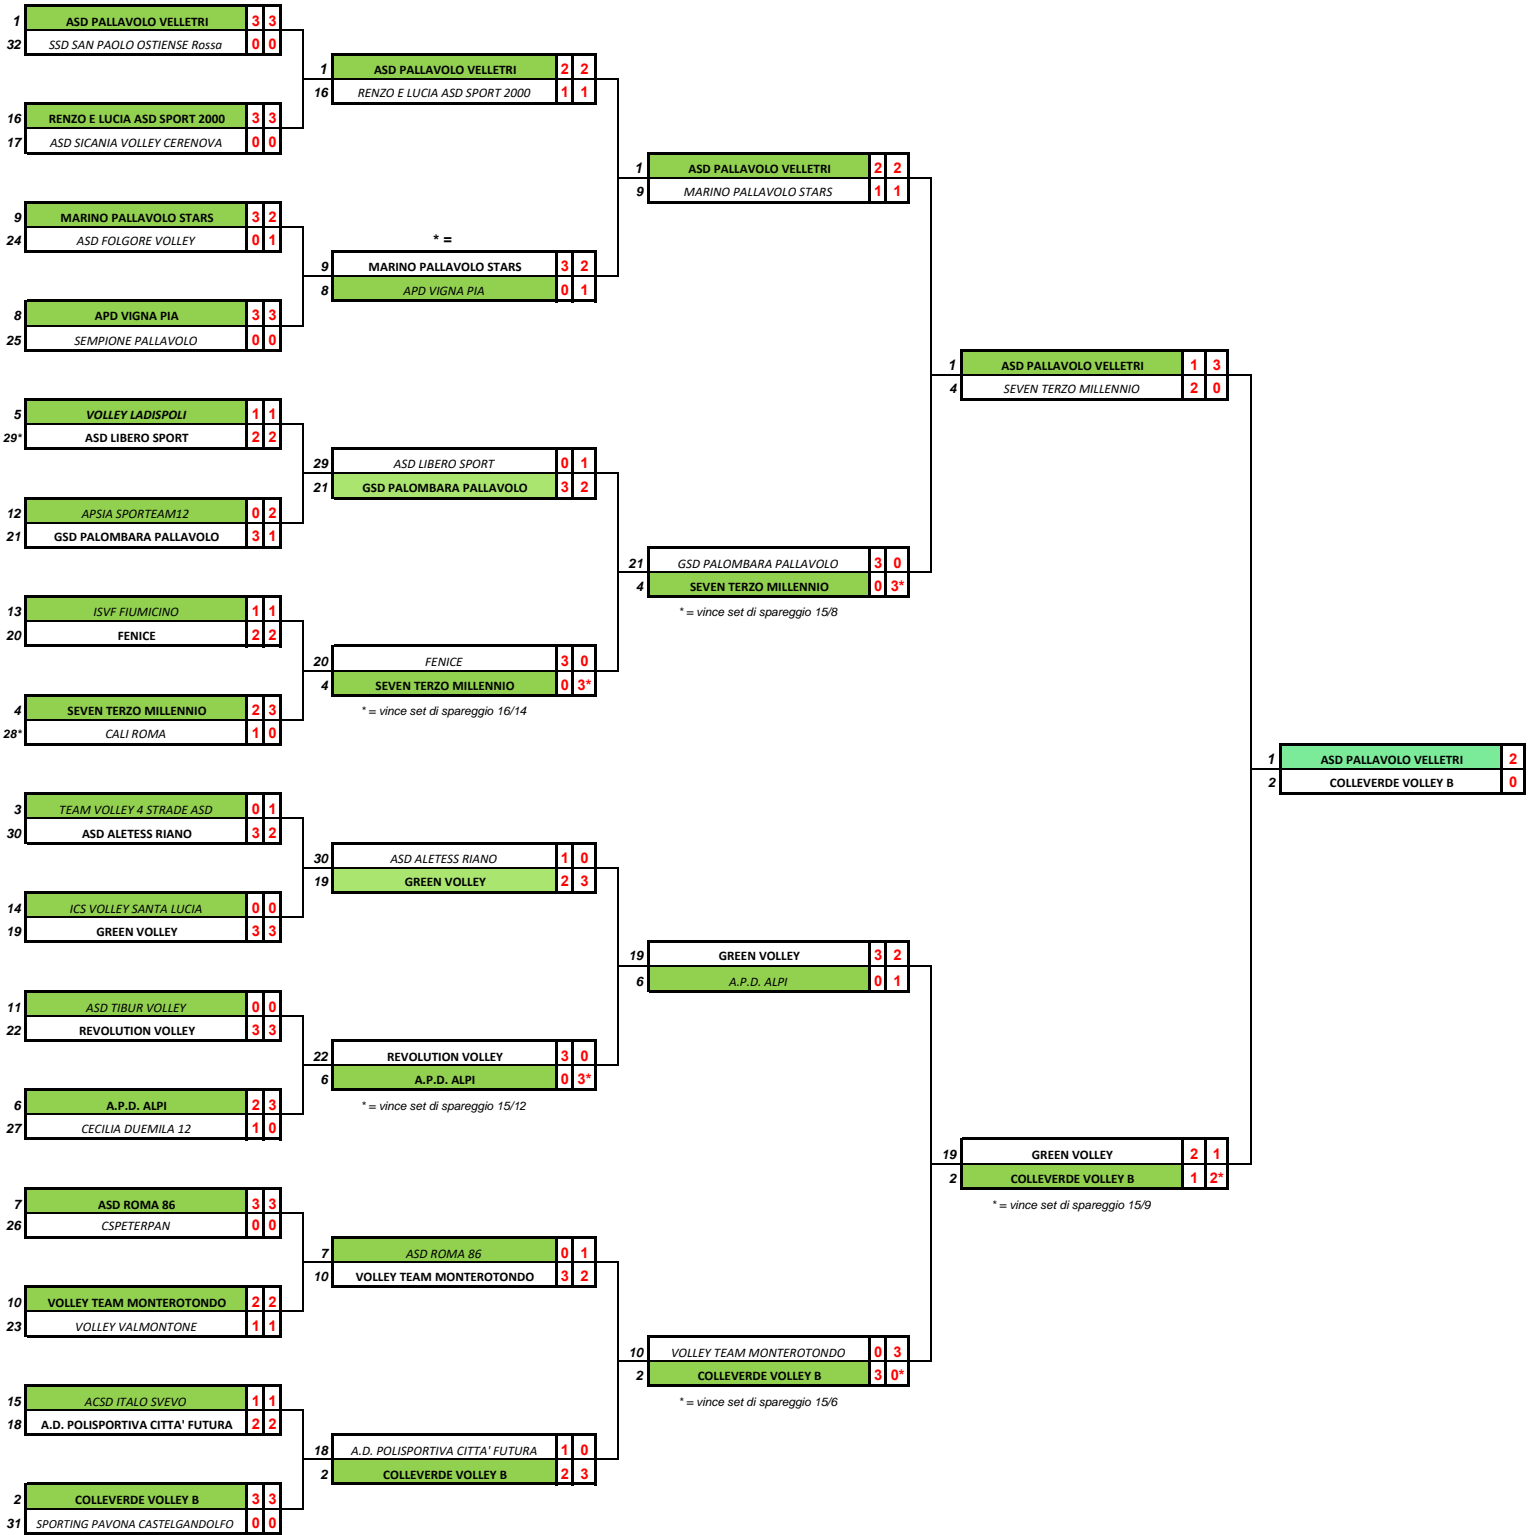 1 ASD PALLAVOLO VELLETRI 3 3
32 SSD SAN PAOLO OSTIENSE Rossa 0 0
16 RENZO E LUCIA ASD SPORT 2000 3 3
17 ASD SICANIA VOLLEY CERENOVA 0 0
9 MARINO PALLAVOLO STARS 3 2
24 ASD FOLGORE VOLLEY 0 1
8 APD VIGNA PIA 3 3
25 SEMPIONE PALLAVOLO 0 0
5 VOLLEY LADISPOLI 1 1
29* ASD LIBERO SPORT 2 2
12 APSIA SPORTEAM12 0 2
21 GSD PALOMBARA PALLAVOLO 3 1
13 ISVF FIUMICINO 1 1
20 FENICE 2 2
4 SEVEN TERZO MILLENNIO 2 3
28* CALI ROMA 1 0
3 TEAM VOLLEY 4 STRADE ASD 0 1
30 ASD ALETESS RIANO 3 2
14 ICS VOLLEY SANTA LUCIA 0 0
19 GREEN VOLLEY 3 3
11 ASD TIBUR VOLLEY 0 0
22 REVOLUTION VOLLEY 3 3
6 A.P.D. ALPI 2 3
27 CECILIA DUEMILA 12 1 0
7 ASD ROMA 86 3 3
26 CSPETERPAN 0 0
10 VOLLEY TEAM MONTEROTONDO 2 2
23 VOLLEY VALMONTONE 1 1
15 ACSD ITALO SVEVO 1 1
18 A.D. POLISPORTIVA CITTA' FUTURA 2 2
2 COLLEVERDE VOLLEY B 3 3
31 SPORTING PAVONA CASTELGANDOLFO 0 0
1 ASD PALLAVOLO VELLETRI 2 2
16 RENZO E LUCIA ASD SPORT 2000 1 1
* =
9 MARINO PALLAVOLO STARS 3 2
8 APD VIGNA PIA 0 1
29 ASD LIBERO SPORT 0 1
21 GSD PALOMBARA PALLAVOLO 3 2
20 FENICE 3 0
4 SEVEN TERZO MILLENNIO 0 3*
* = vince set di spareggio 16/14
30 ASD ALETESS RIANO 1 0
19 GREEN VOLLEY 2 3
22 REVOLUTION VOLLEY 3 0
6 A.P.D. ALPI 0 3*
* = vince set di spareggio 15/12
7 ASD ROMA 86 0 1
10 VOLLEY TEAM MONTEROTONDO 3 2
18 A.D. POLISPORTIVA CITTA' FUTURA 1 0
2 COLLEVERDE VOLLEY B 2 3
1 ASD PALLAVOLO VELLETRI 2 2
9 MARINO PALLAVOLO STARS 1 1
21 GSD PALOMBARA PALLAVOLO 3 0
4 SEVEN TERZO MILLENNIO 0 3*
* = vince set di spareggio 15/8
19 GREEN VOLLEY 3 2
6 A.P.D. ALPI 0 1
10 VOLLEY TEAM MONTEROTONDO 0 3
2 COLLEVERDE VOLLEY B 3 0*
* = vince set di spareggio 15/6
1 ASD PALLAVOLO VELLETRI 1 3
4 SEVEN TERZO MILLENNIO 2 0
19 GREEN VOLLEY 2 1
2 COLLEVERDE VOLLEY B 1 2*
* = vince set di spareggio 15/9
1 ASD PALLAVOLO VELLETRI 2
2 COLLEVERDE VOLLEY B 0